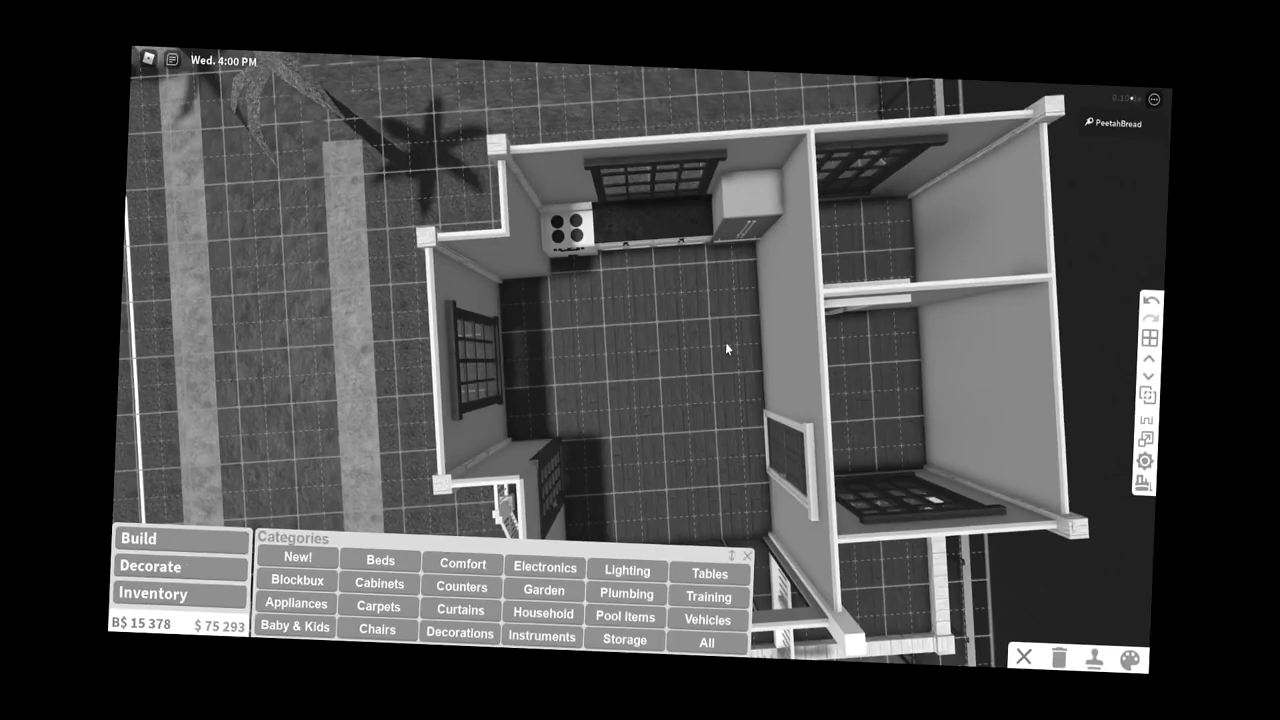 Wed. 4:00 PM
PeetahBread
Build
Decorate
Inventory
B$ 15 378 $ 75 293
Categories
New! Beds Comfort Electronics Lighting Tables
Blockbux Cabinets Counters Garden Plumbing Training
Appliances Carpets Curtains Household Pool Items Vehicles
Baby & Kids Chairs Decorations Instruments Storage All